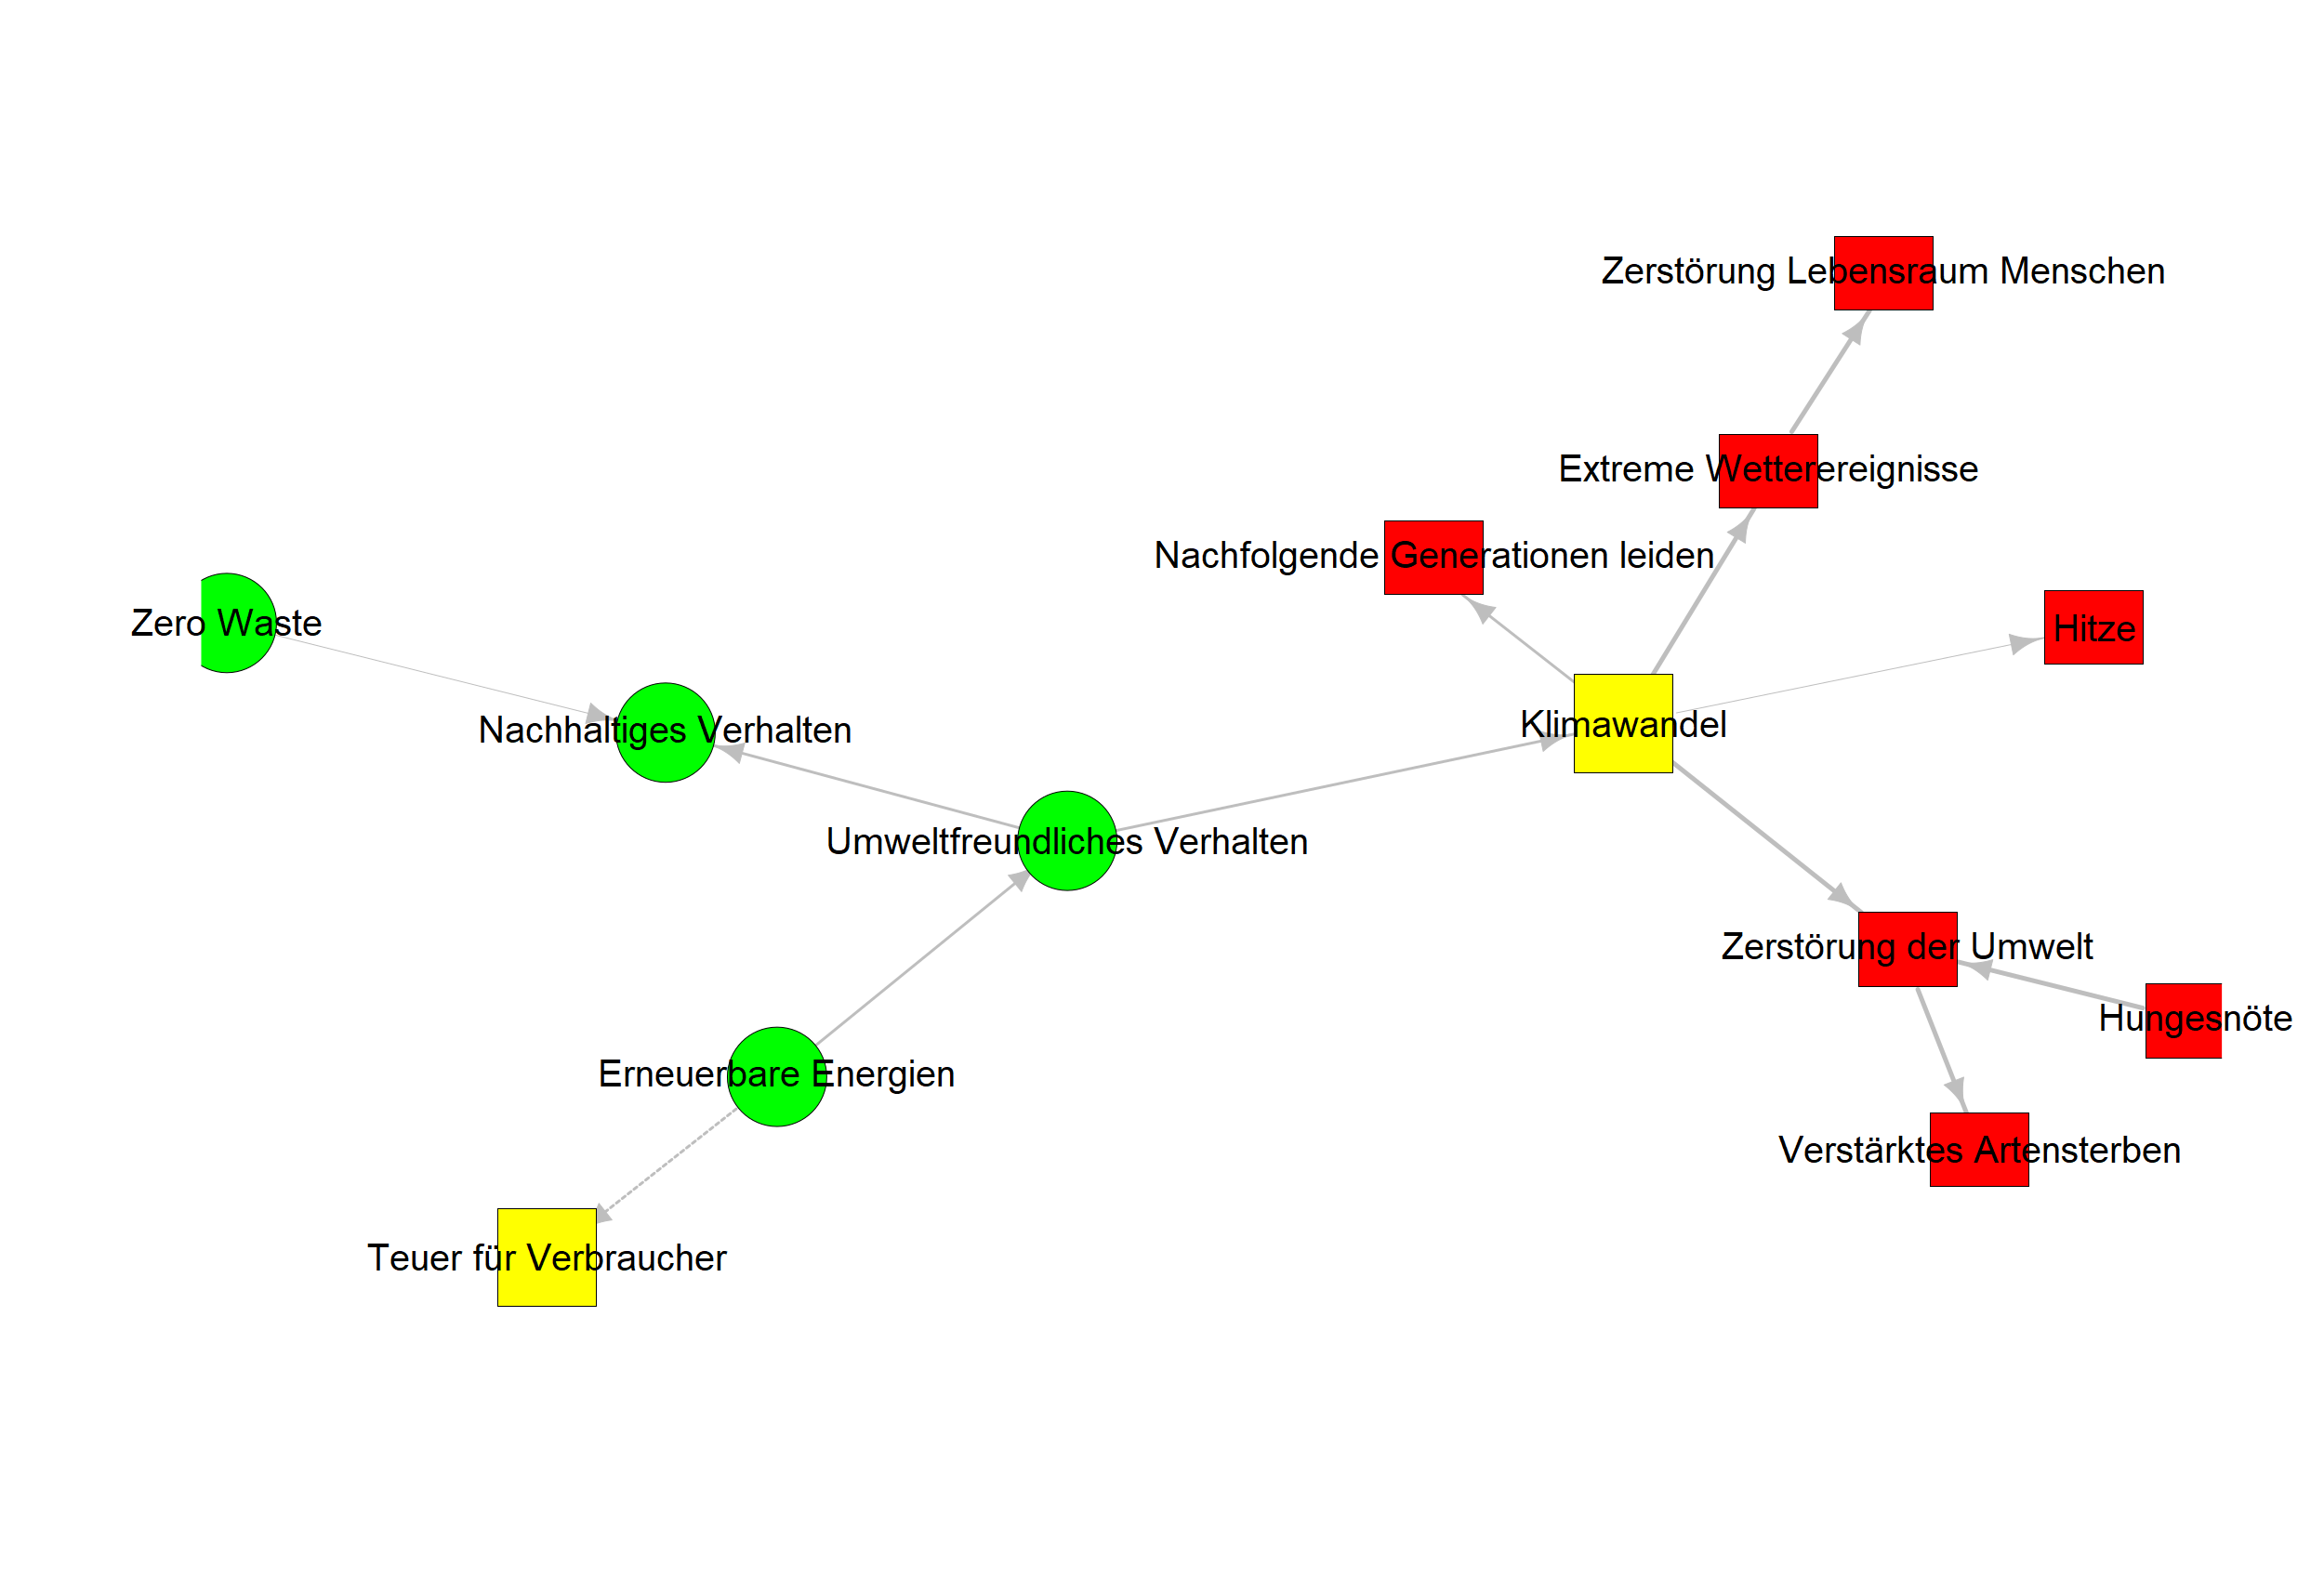 Zerstörung Lebensraum Menschen
Extreme Wetterereignisse
Nachfolgende Generationen leiden
Zero Waste
Hitze
Nachhaltiges Verhalten
Klimawandel
Umweltfreundliches Verhalten
Zerstörung der Umwelt
Hungesnöte
Erneuerbare Energien
Verstärktes Artensterben
Teuer für Verbraucher